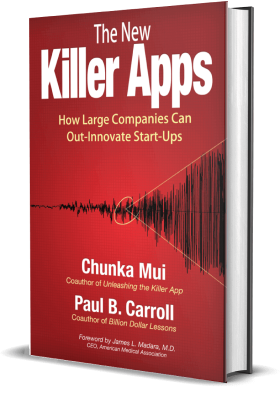 The New
Killer Apps
How Large Companies Can
Out-Innovate Start-Ups
Chunka Mui
Coauthor of Unleashing the Killer App
Paul B. Carroll
Coauthor of Billion Dollar Lessons
Foreword by James L. Madara, M.D.
CEO, American Medical Association